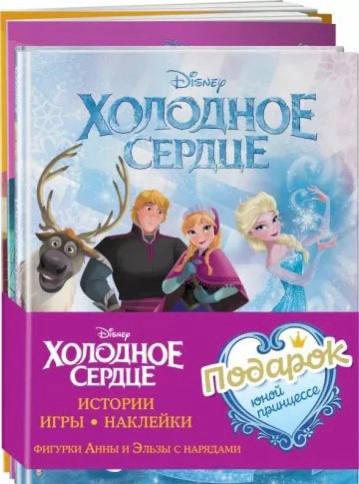 Disney
ХОЛОДНОЕ
СЕРДЦЕ
Disney
ХОЛОДНОЕ
СЕРДЦЕ
ИСТОРИИ
ИГРЫ • НАКЛЕЙКИ
ФИГУРКИ АННЫ И ЭЛЬЗЫ С НАРЯДАМИ
Подарок
юной
принцессе